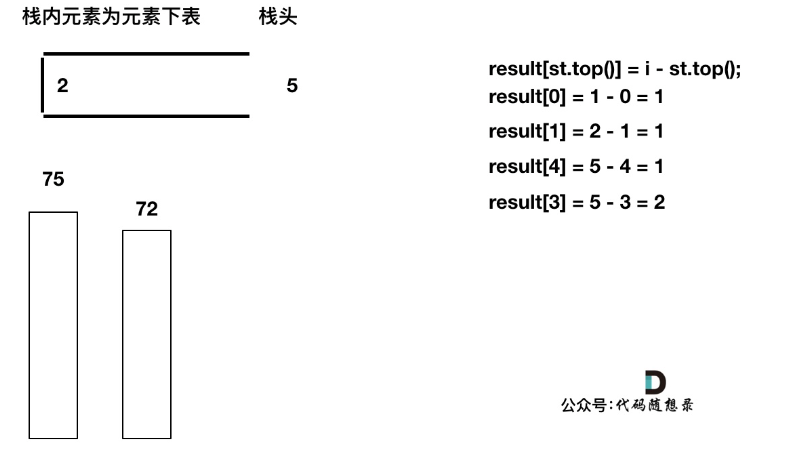 栈内元素为元素下表 栈头
2 5
result[st.top()] = i - st.top();
result[0] = 1 - 0 = 1
result[1] = 2 - 1 = 1
result[4] = 5 - 4 = 1
result[3] = 5 - 3 = 2
75
72
D
公众号:代码随想录